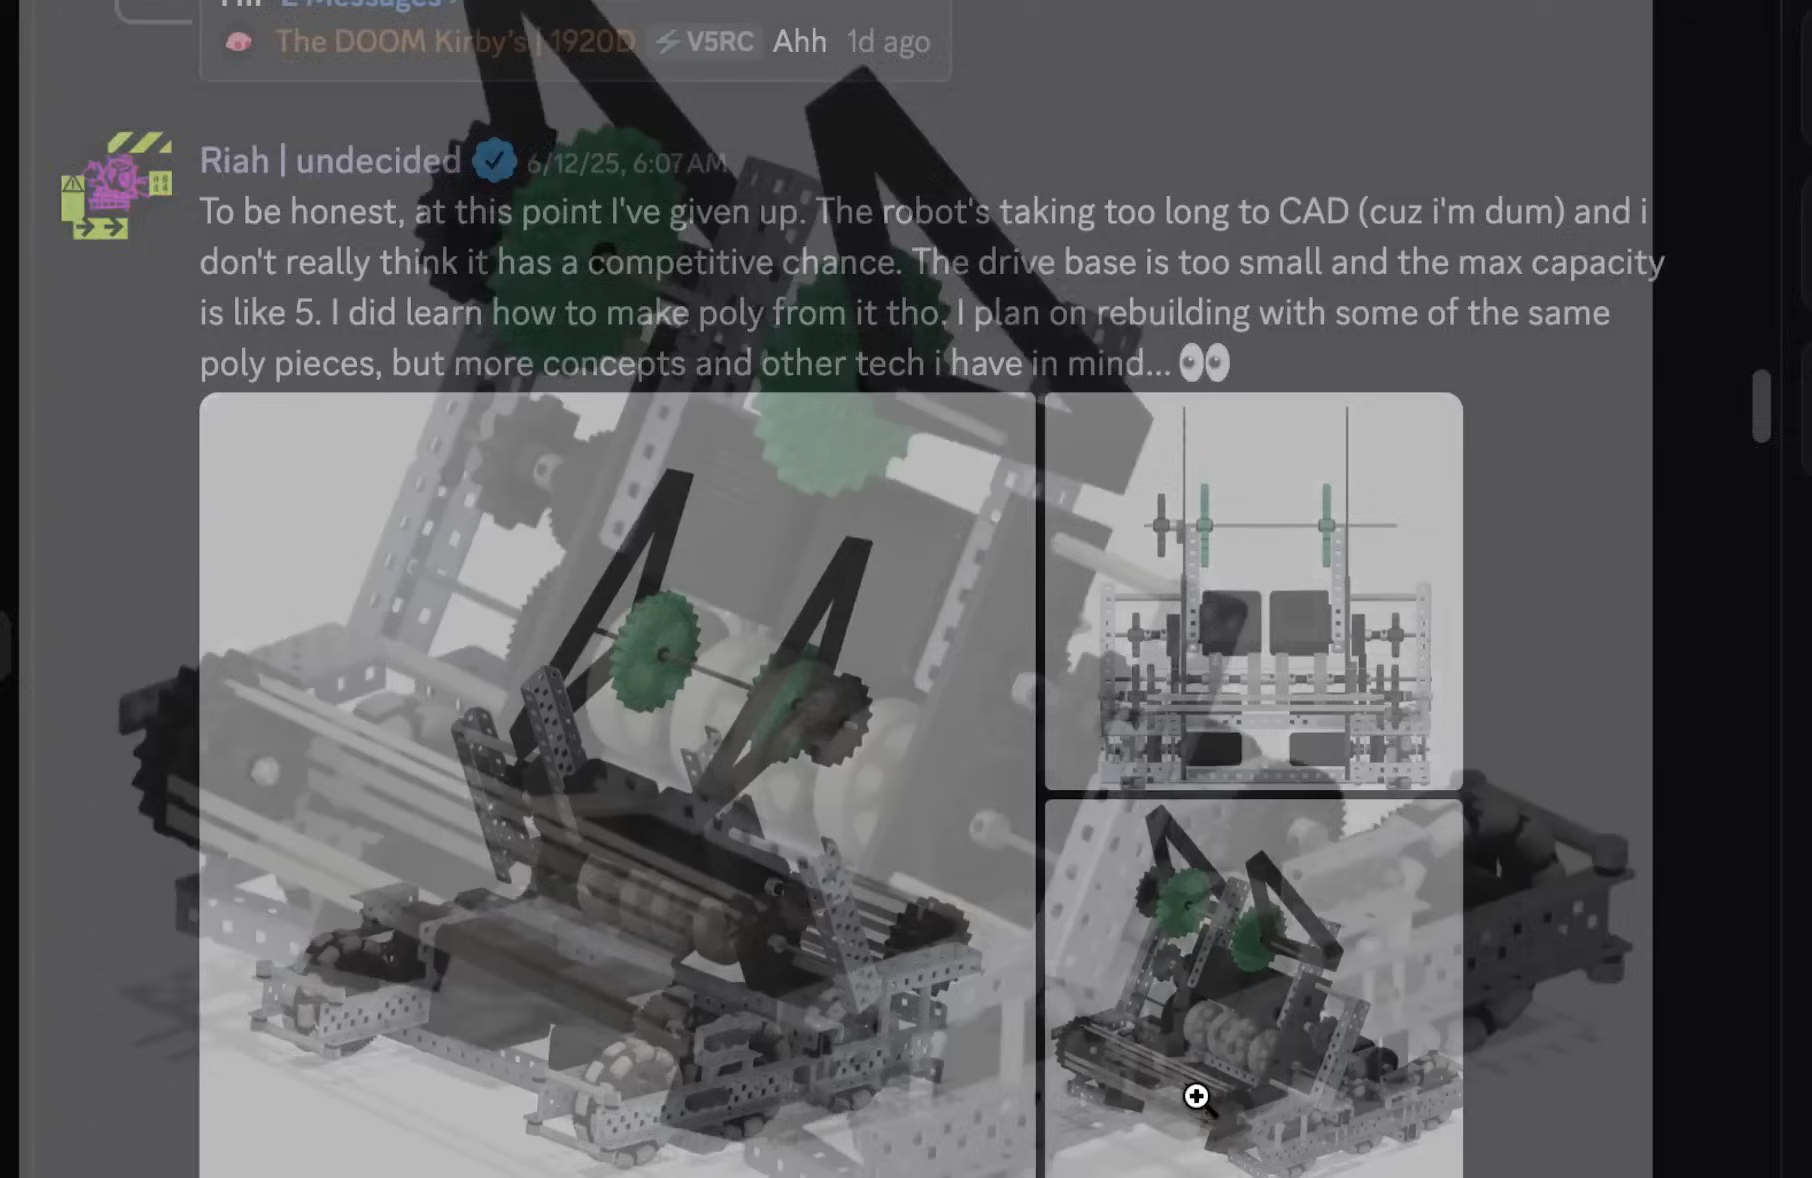 2 Messages ›
The DOOM Kirby's | 1920D V5RC Ahh 1d ago
Riah | undecided 6/12/25, 6:07 AM
To be honest, at this point I've given up. The robot's taking too long to CAD (cuz i'm dum) and i
don't really think it has a competitive chance. The drive base is too small and the max capacity
is like 5. I did learn how to make poly from it tho. I plan on rebuilding with some of the same
poly pieces, but more concepts and other tech i have in mind... 👀